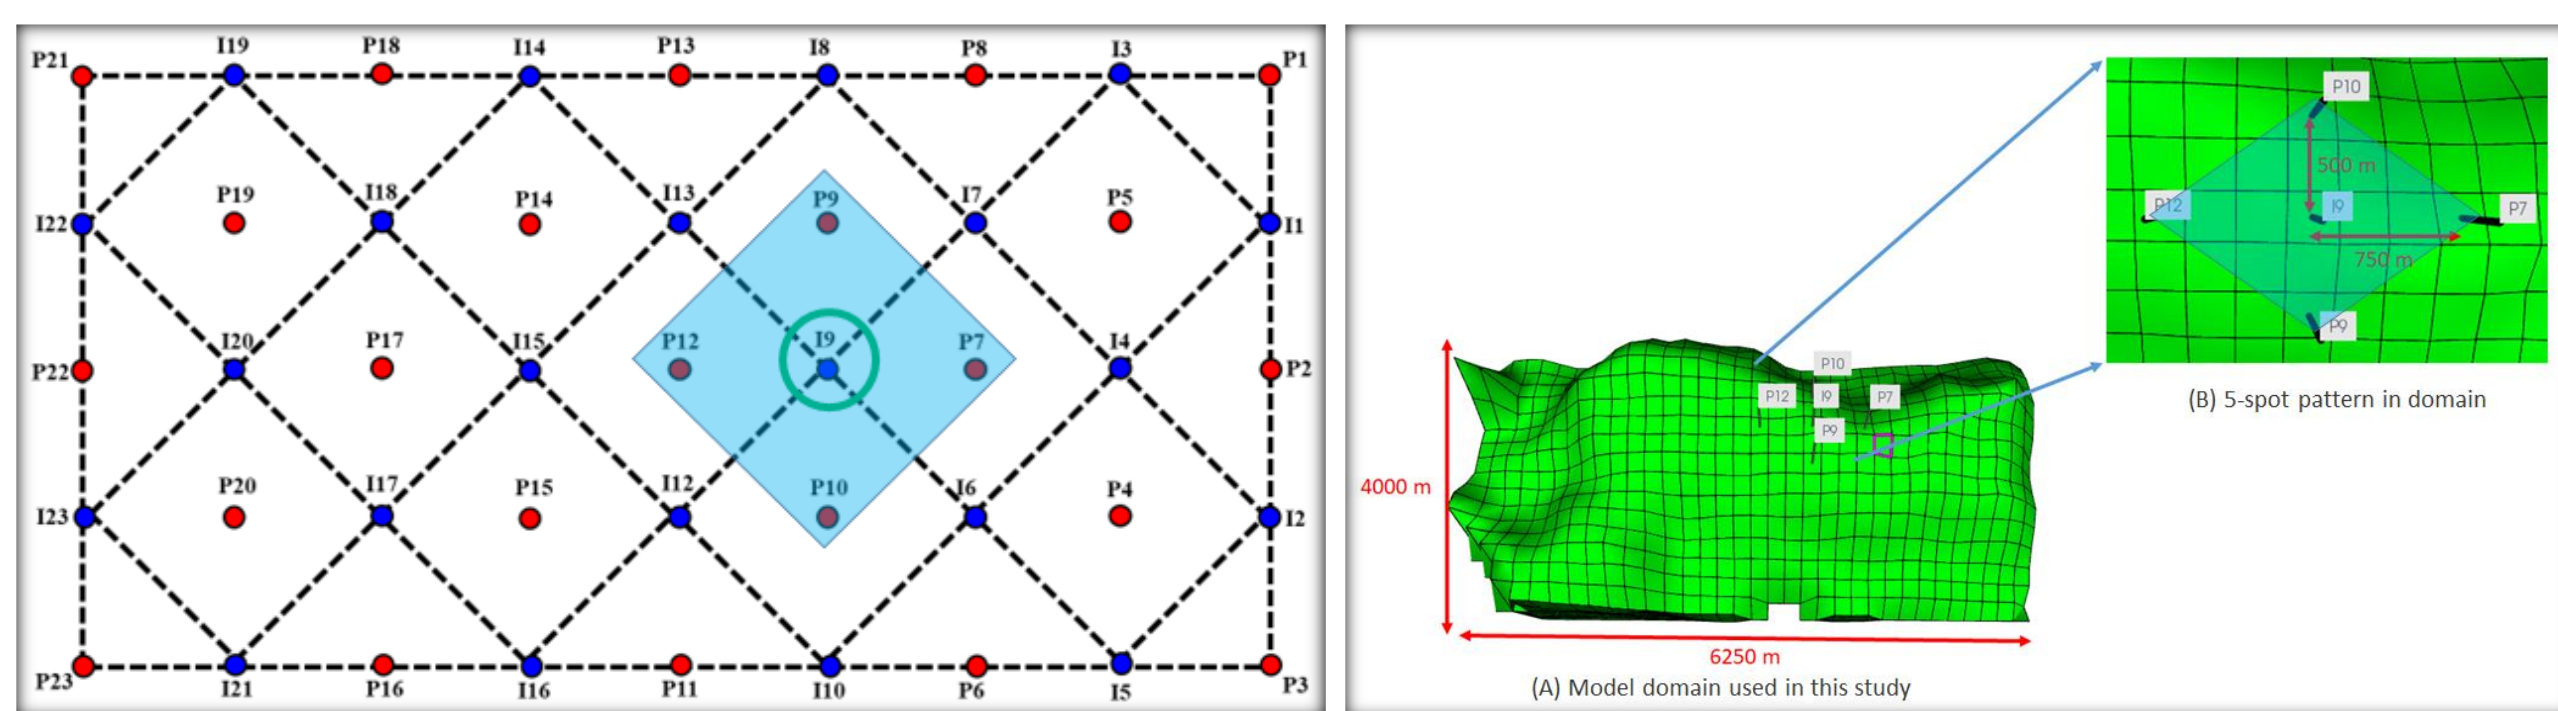 I19 P18 I14 P13 I8 P8 I3
P21 P1
P19 I18 P14 I13 P9 I7 P5
I22 I1
I20 P17 I15 P12 I9 P7 I4
P22 P2
P20 I17 P15 I12 P10 I6 P4
I23 I2
P23 P3
I21 P16 I16 P11 I10 P6 I5
4000 m
6250 m
P10
P12 I9 P7
P9
(A) Model domain used in this study
P10
500 m
P12 I9 P7
750 m
P9
(B) 5-spot pattern in domain